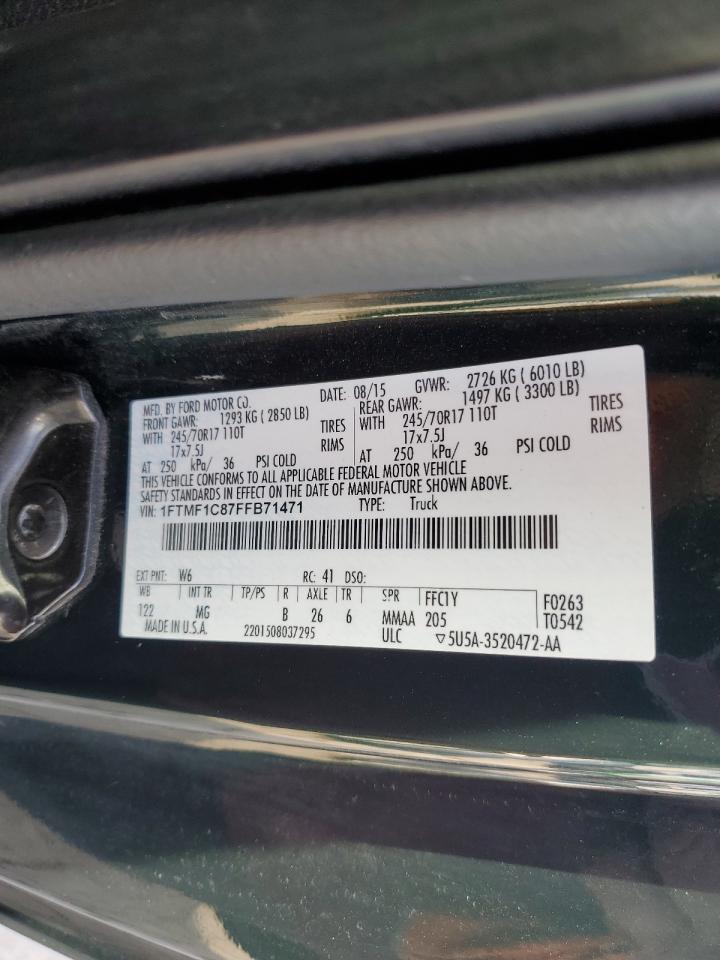 MFD. BY FORD MOTOR CO.
DATE: 08/15 GVWR: 2726 KG ( 6010 LB)
FRONT GAWR: 1293 KG ( 2850 LB) REAR GAWR: 1497 KG ( 3300 LB)
WITH 245/70R17 110T TIRES WITH 245/70R17 110T TIRES
17x7.5J RIMS 17x7.5J RIMS
AT 250 kPa/ 36 PSI COLD AT 250 kPa/ 36 PSI COLD
THIS VEHICLE CONFORMS TO ALL APPLICABLE FEDERAL MOTOR VEHICLE
SAFETY STANDARDS IN EFFECT ON THE DATE OF MANUFACTURE SHOWN ABOVE.
VIN: 1FTMF1C87FFB71471 TYPE: Truck
EXT PNT: W6 RC: 41 DSO:
WB INT TR TP/PS R AXLE TR SPR FFC1Y F0263
122 MG B 26 6 MMAA 205 T0542
MADE IN U.S.A. 2201508037295 ULC ▽5U5A-3520472-AA